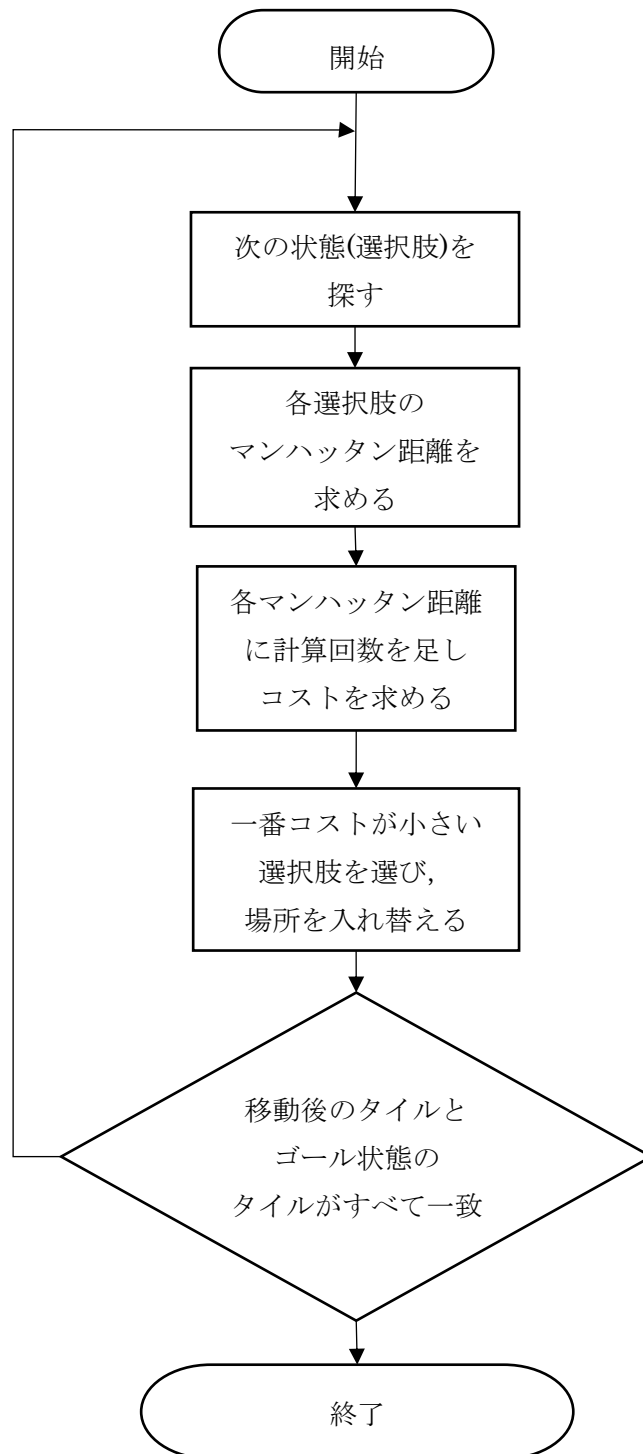 開始
次の状態(選択肢)を
探す
各選択肢の
マンハッタン距離を
求める
各マンハッタン距離
に計算回数を足し
コストを求める
一番コストが小さい
選択肢を選び,
場所を入れ替える
移動後のタイルと
ゴール状態の
タイルがすべて一致
終了